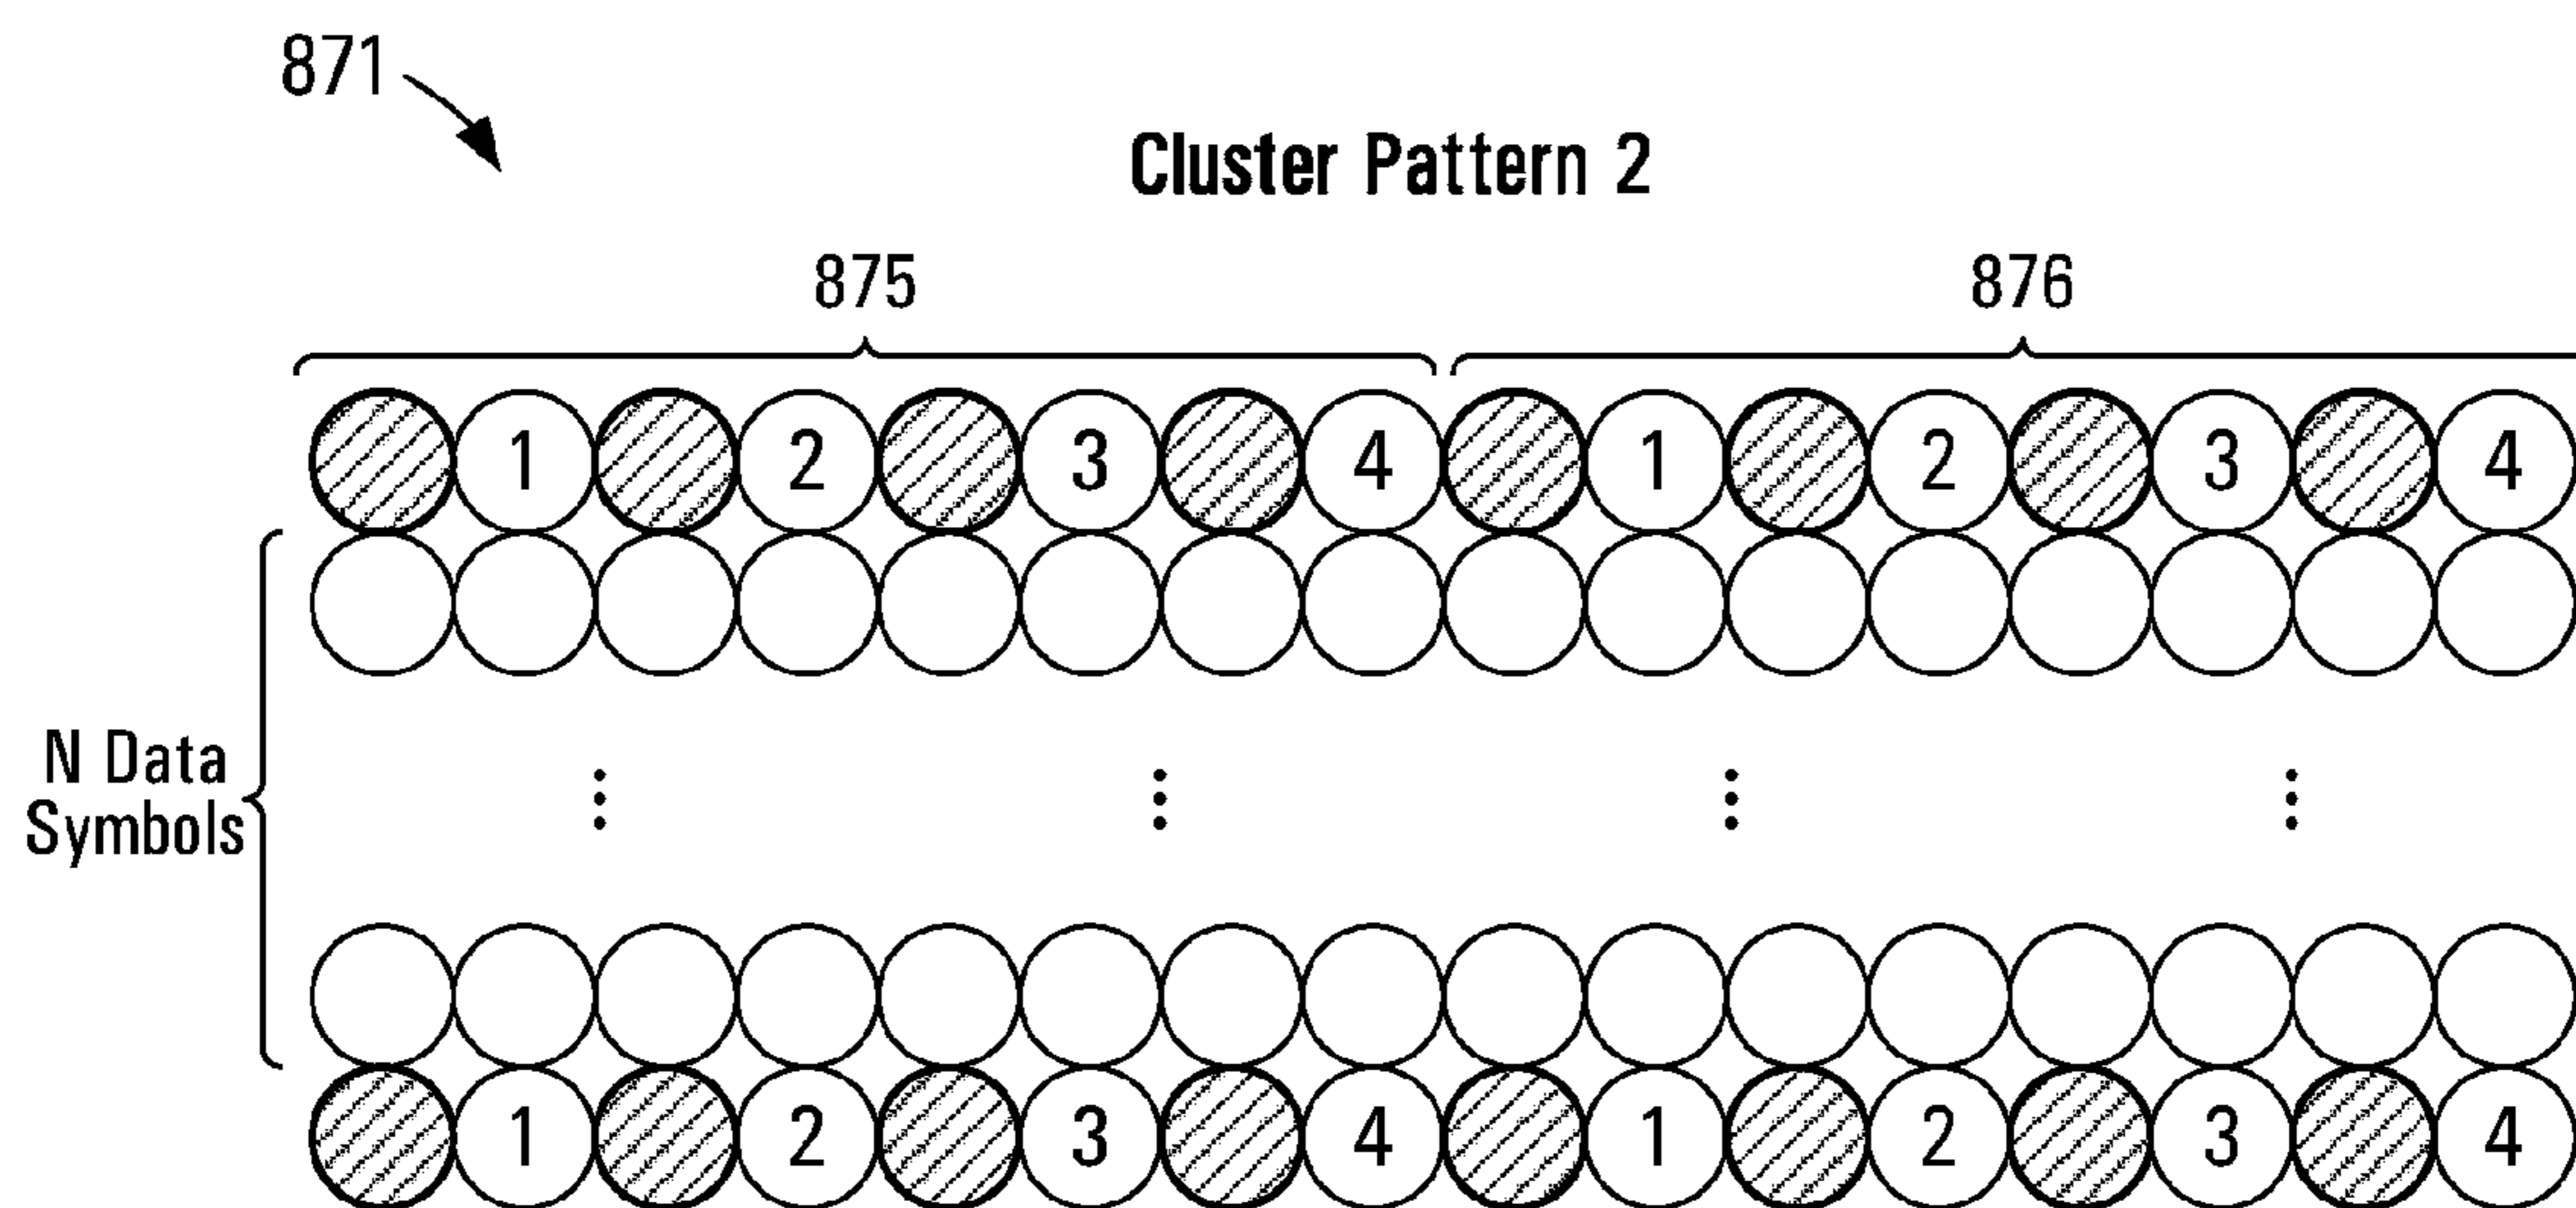 871
Cluster Pattern 2
875 876
1 2 3 4 1 2 3 4
N Data
Symbols
1 2 3 4 1 2 3 4